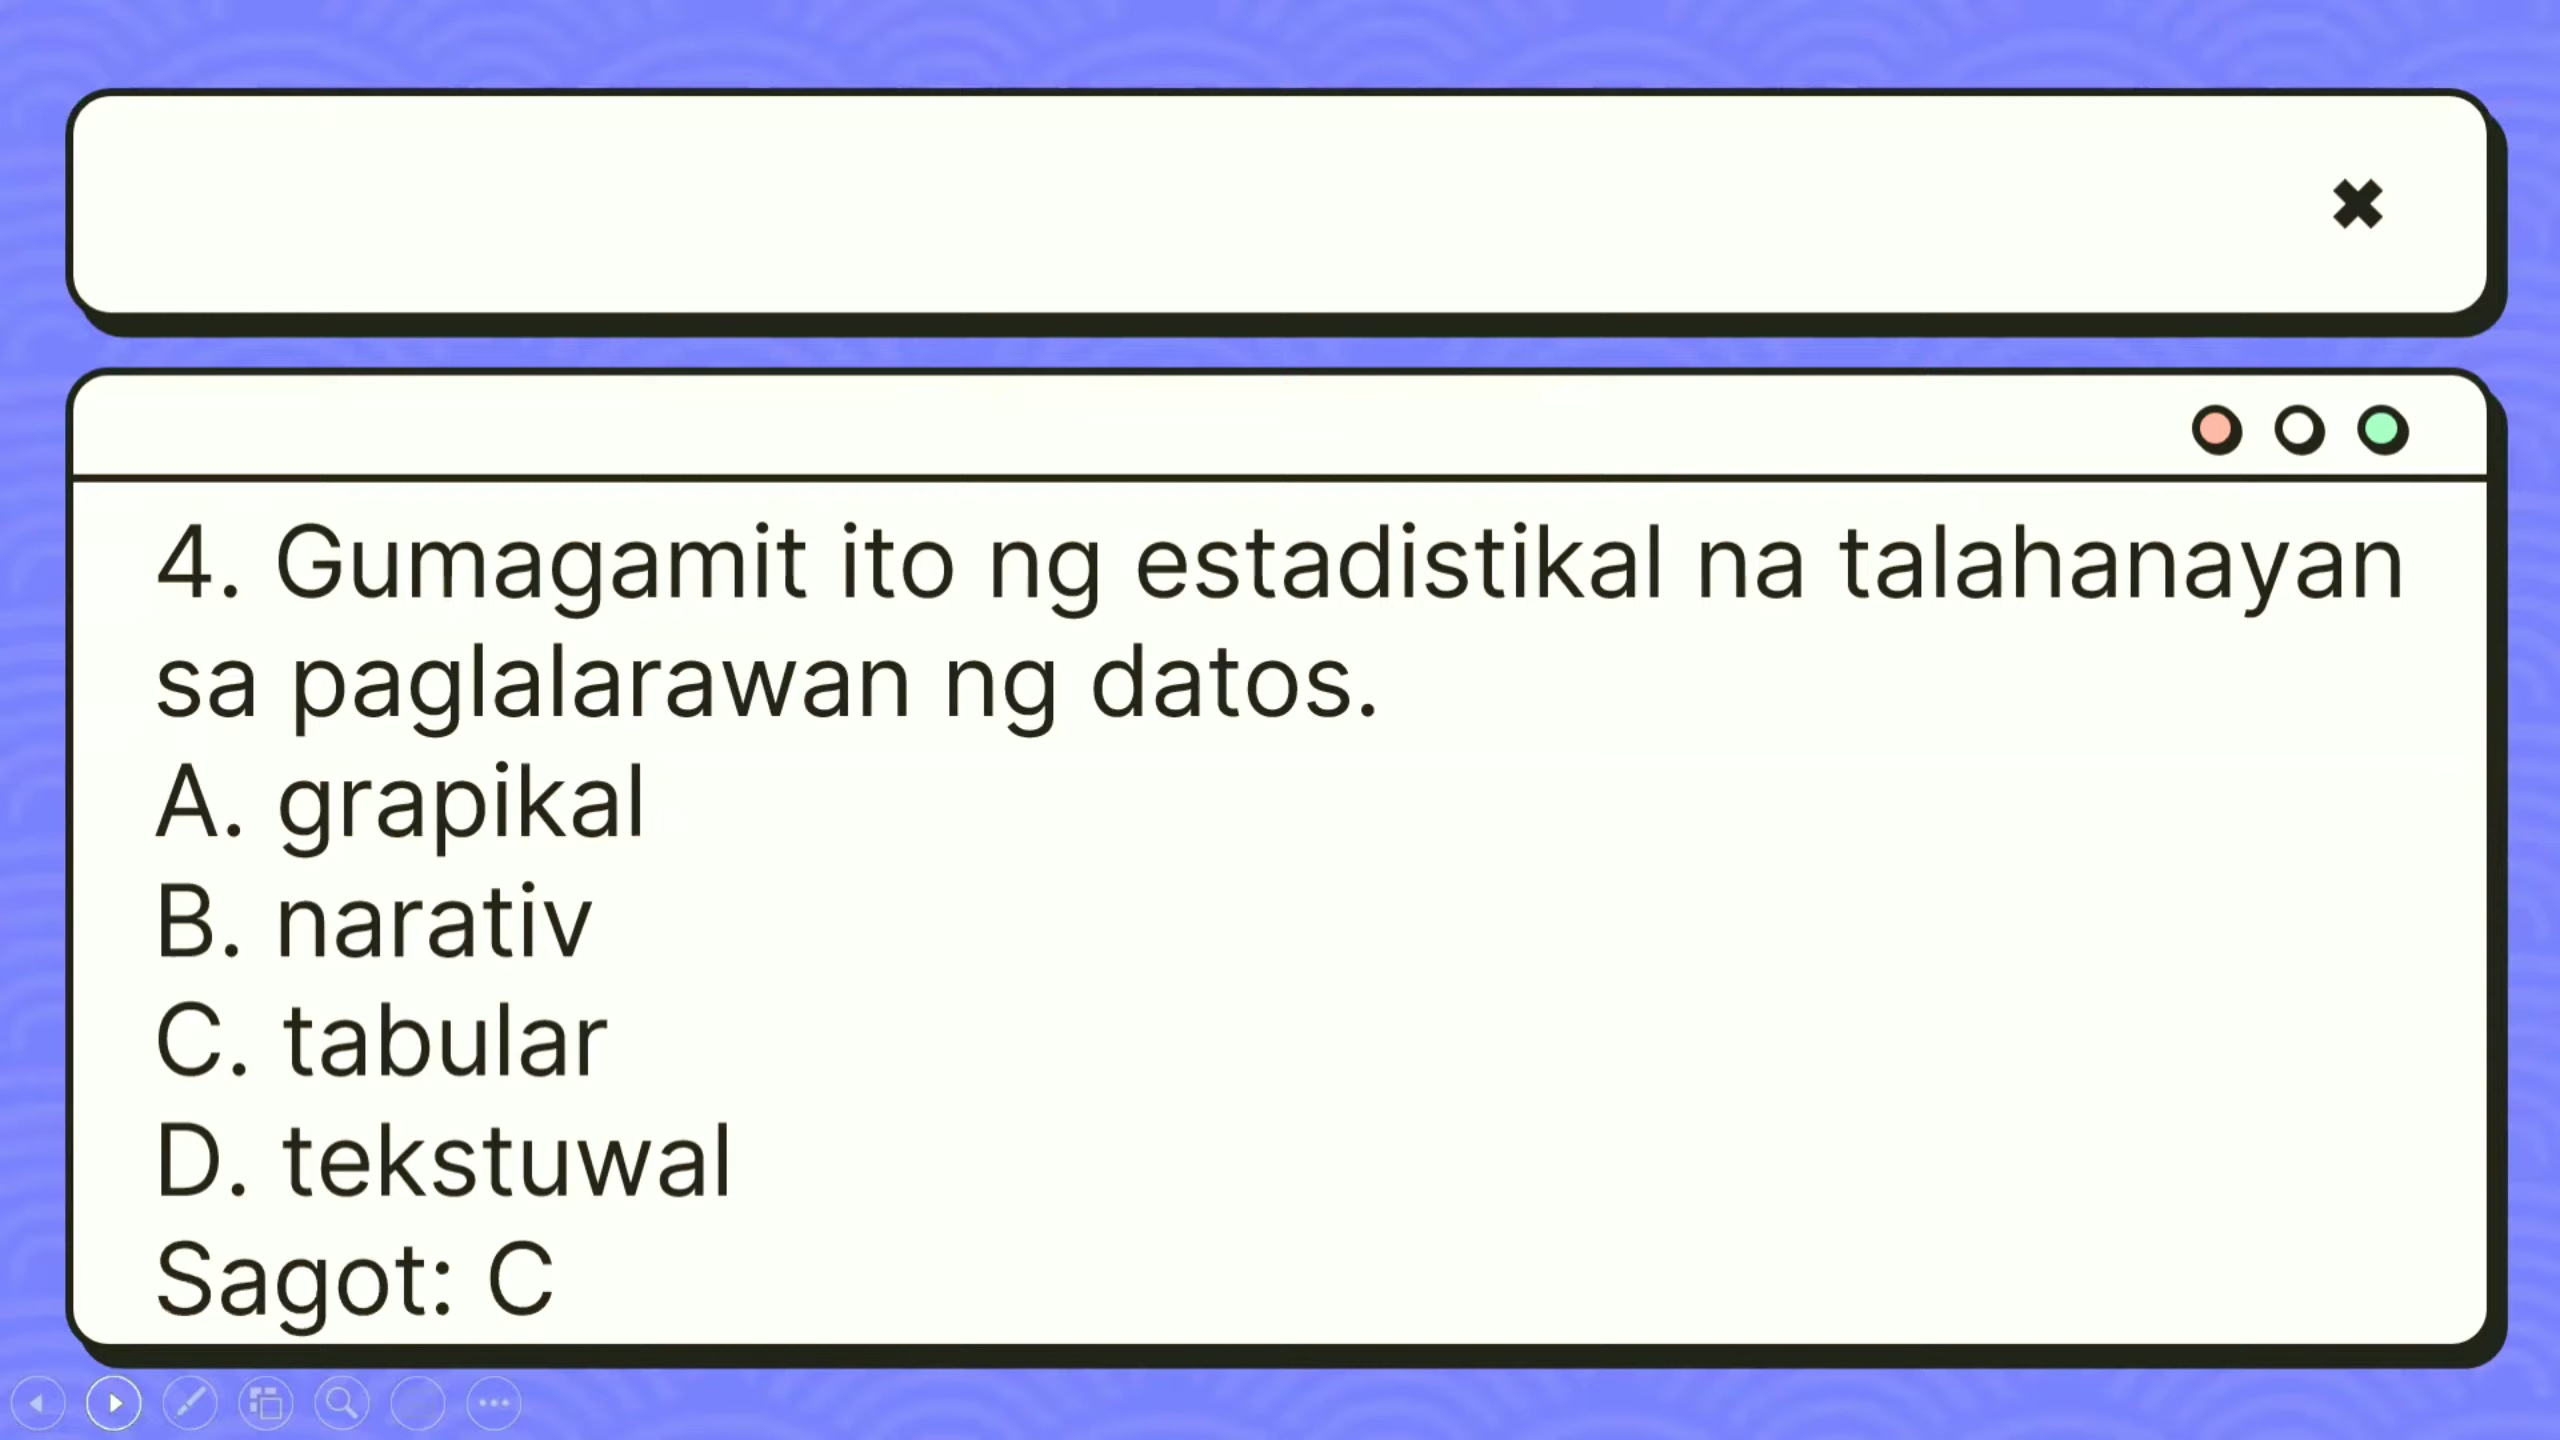 4. Gumagamit ito ng estadistikal na talahanayan
sa paglalarawan ng datos.
A. grapikal
B. narativ
C. tabular
D. tekstuwal
Sagot: C